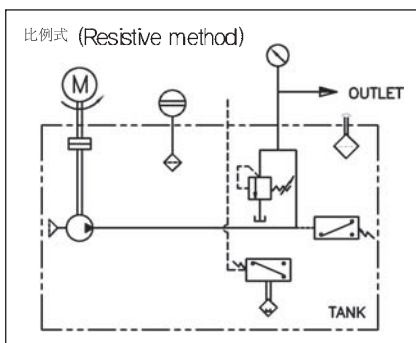 比例式 (Resistive method)
M
OUTLET
TANK